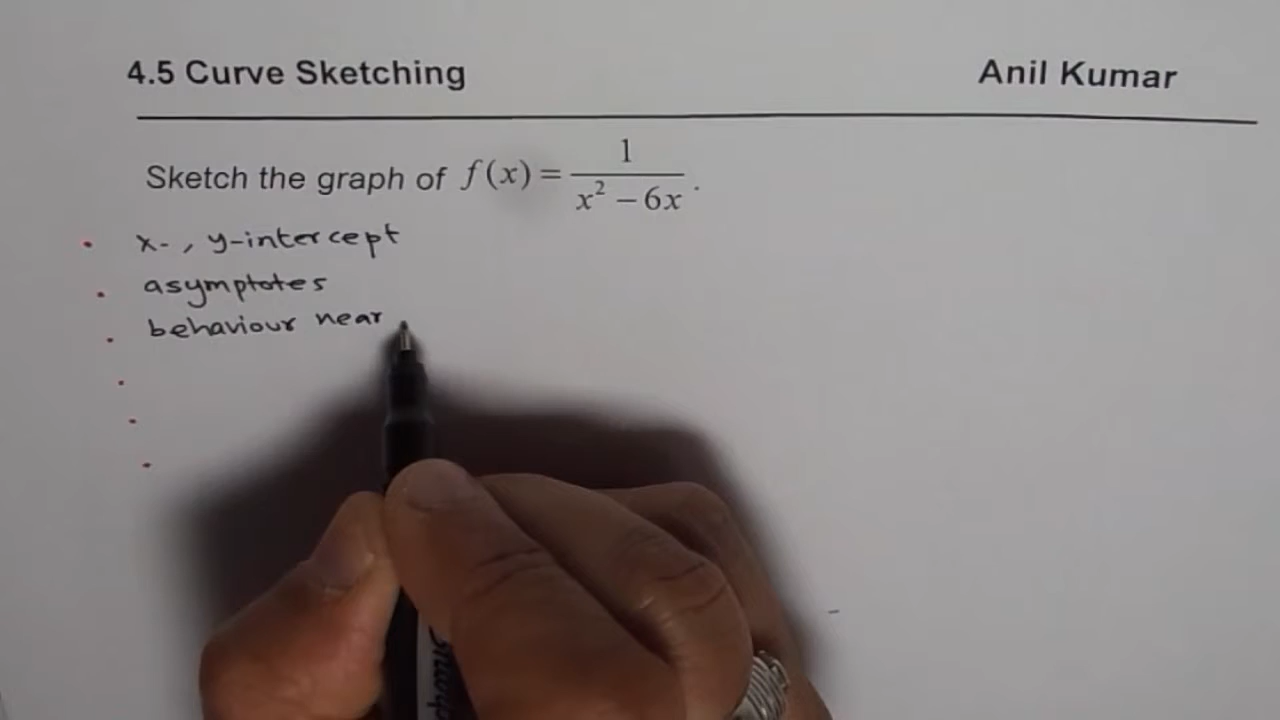 4.5 Curve Sketching Anil Kumar
Sketch the graph of f(x) = 1/(x² − 6x).
• x- , y-intercept
• asymptotes
• behaviour near